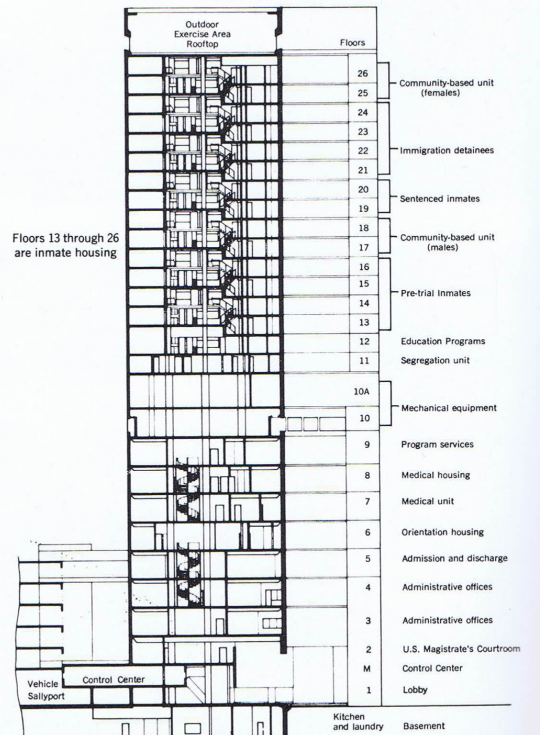 Outdoor
Exercise Area
Rooftop
Floors
26
Community-based unit
(females)
25
24
23
22
Immigration detainees
21
20
Sentenced inmates
19
18
Community-based unit
(males)
17
Floors 13 through 26
are inmate housing
16
15
Pre-trial Inmates
14
13
12 Education Programs
11 Segregation unit
10A
Mechanical equipment
10
9 Program services
8 Medical housing
7 Medical unit
6 Orientation housing
5 Admission and discharge
4 Administrative offices
3 Administrative offices
2 U.S. Magistrate's Courtroom
M Control Center
Vehicle
Sallyport
Control Center
1 Lobby
Kitchen
and laundry
Basement